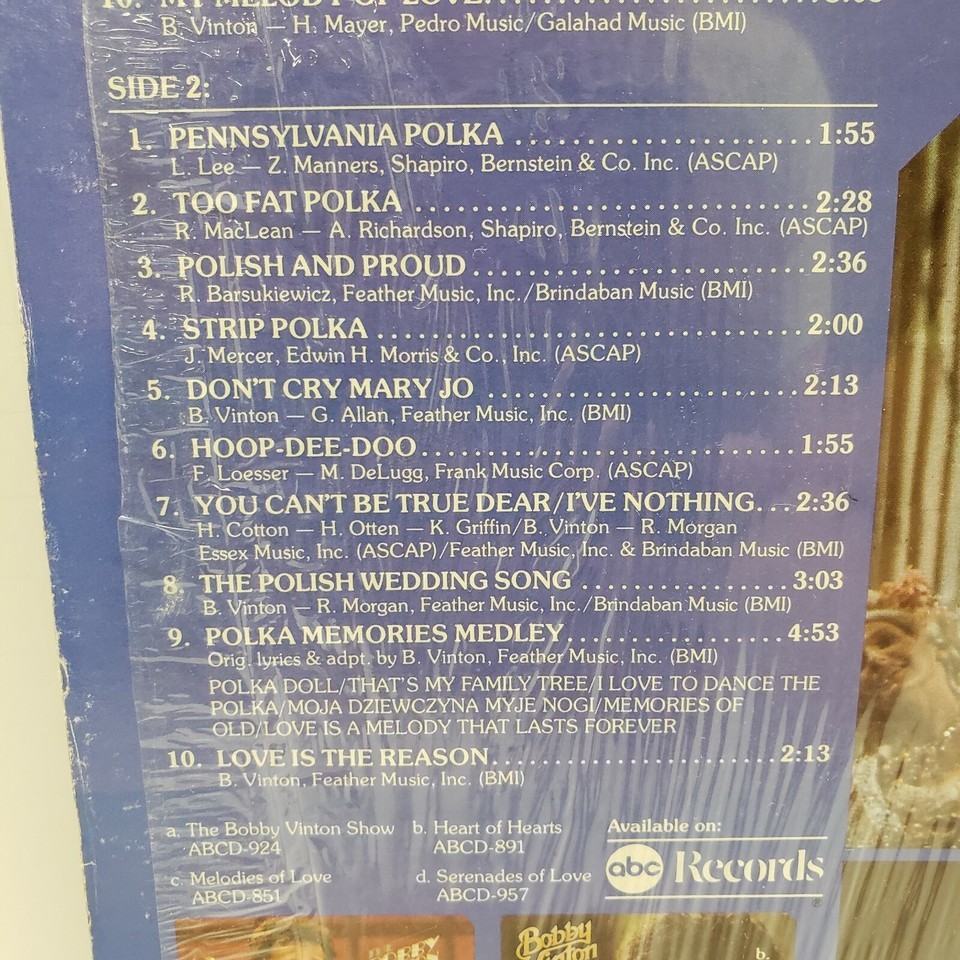 10. MY MELODY OF LOVE
B. Vinton — H. Mayer, Pedro Music/Galahad Music (BMI)
SIDE 2:
1. PENNSYLVANIA POLKA ........................ 1:55
L. Lee — Z. Manners, Shapiro, Bernstein & Co. Inc. (ASCAP)
2. TOO FAT POLKA ........................ 2:28
R. MacLean — A. Richardson, Shapiro, Bernstein & Co. Inc. (ASCAP)
3. POLISH AND PROUD ........................ 2:36
R. Barsukiewicz, Feather Music, Inc./Brindaban Music (BMI)
4. STRIP POLKA ........................ 2:00
J. Mercer, Edwin H. Morris & Co., Inc. (ASCAP)
5. DON'T CRY MARY JO ........................ 2:13
B. Vinton — G. Allan, Feather Music, Inc. (BMI)
6. HOOP-DEE-DOO ........................ 1:55
F. Loesser — M. DeLugg, Frank Music Corp. (ASCAP)
7. YOU CAN'T BE TRUE DEAR/I'VE NOTHING. . . 2:36
H. Cotton — H. Otten — K. Griffin/B. Vinton — R. Morgan
Essex Music, Inc. (ASCAP)/Feather Music, Inc. & Brindaban Music (BMI)
8. THE POLISH WEDDING SONG .................. 3:03
B. Vinton — R. Morgan, Feather Music, Inc./Brindaban Music (BMI)
9. POLKA MEMORIES MEDLEY .................. 4:53
Orig. lyrics & adpt. by B. Vinton, Feather Music, Inc. (BMI)
POLKA DOLL/THAT'S MY FAMILY TREE/I LOVE TO DANCE THE
POLKA/MOJA DZIEWCZYNA MYJE NOGI/MEMORIES OF
OLD/LOVE IS A MELODY THAT LASTS FOREVER
10. LOVE IS THE REASON ........................ 2:13
B. Vinton, Feather Music, Inc. (BMI)
a. The Bobby Vinton Show b. Heart of Hearts
ABCD-924 ABCD-891
c. Melodies of Love d. Serenades of Love
ABCD-851 ABCD-957
Available on:
abc Records ®
Bobby
b.